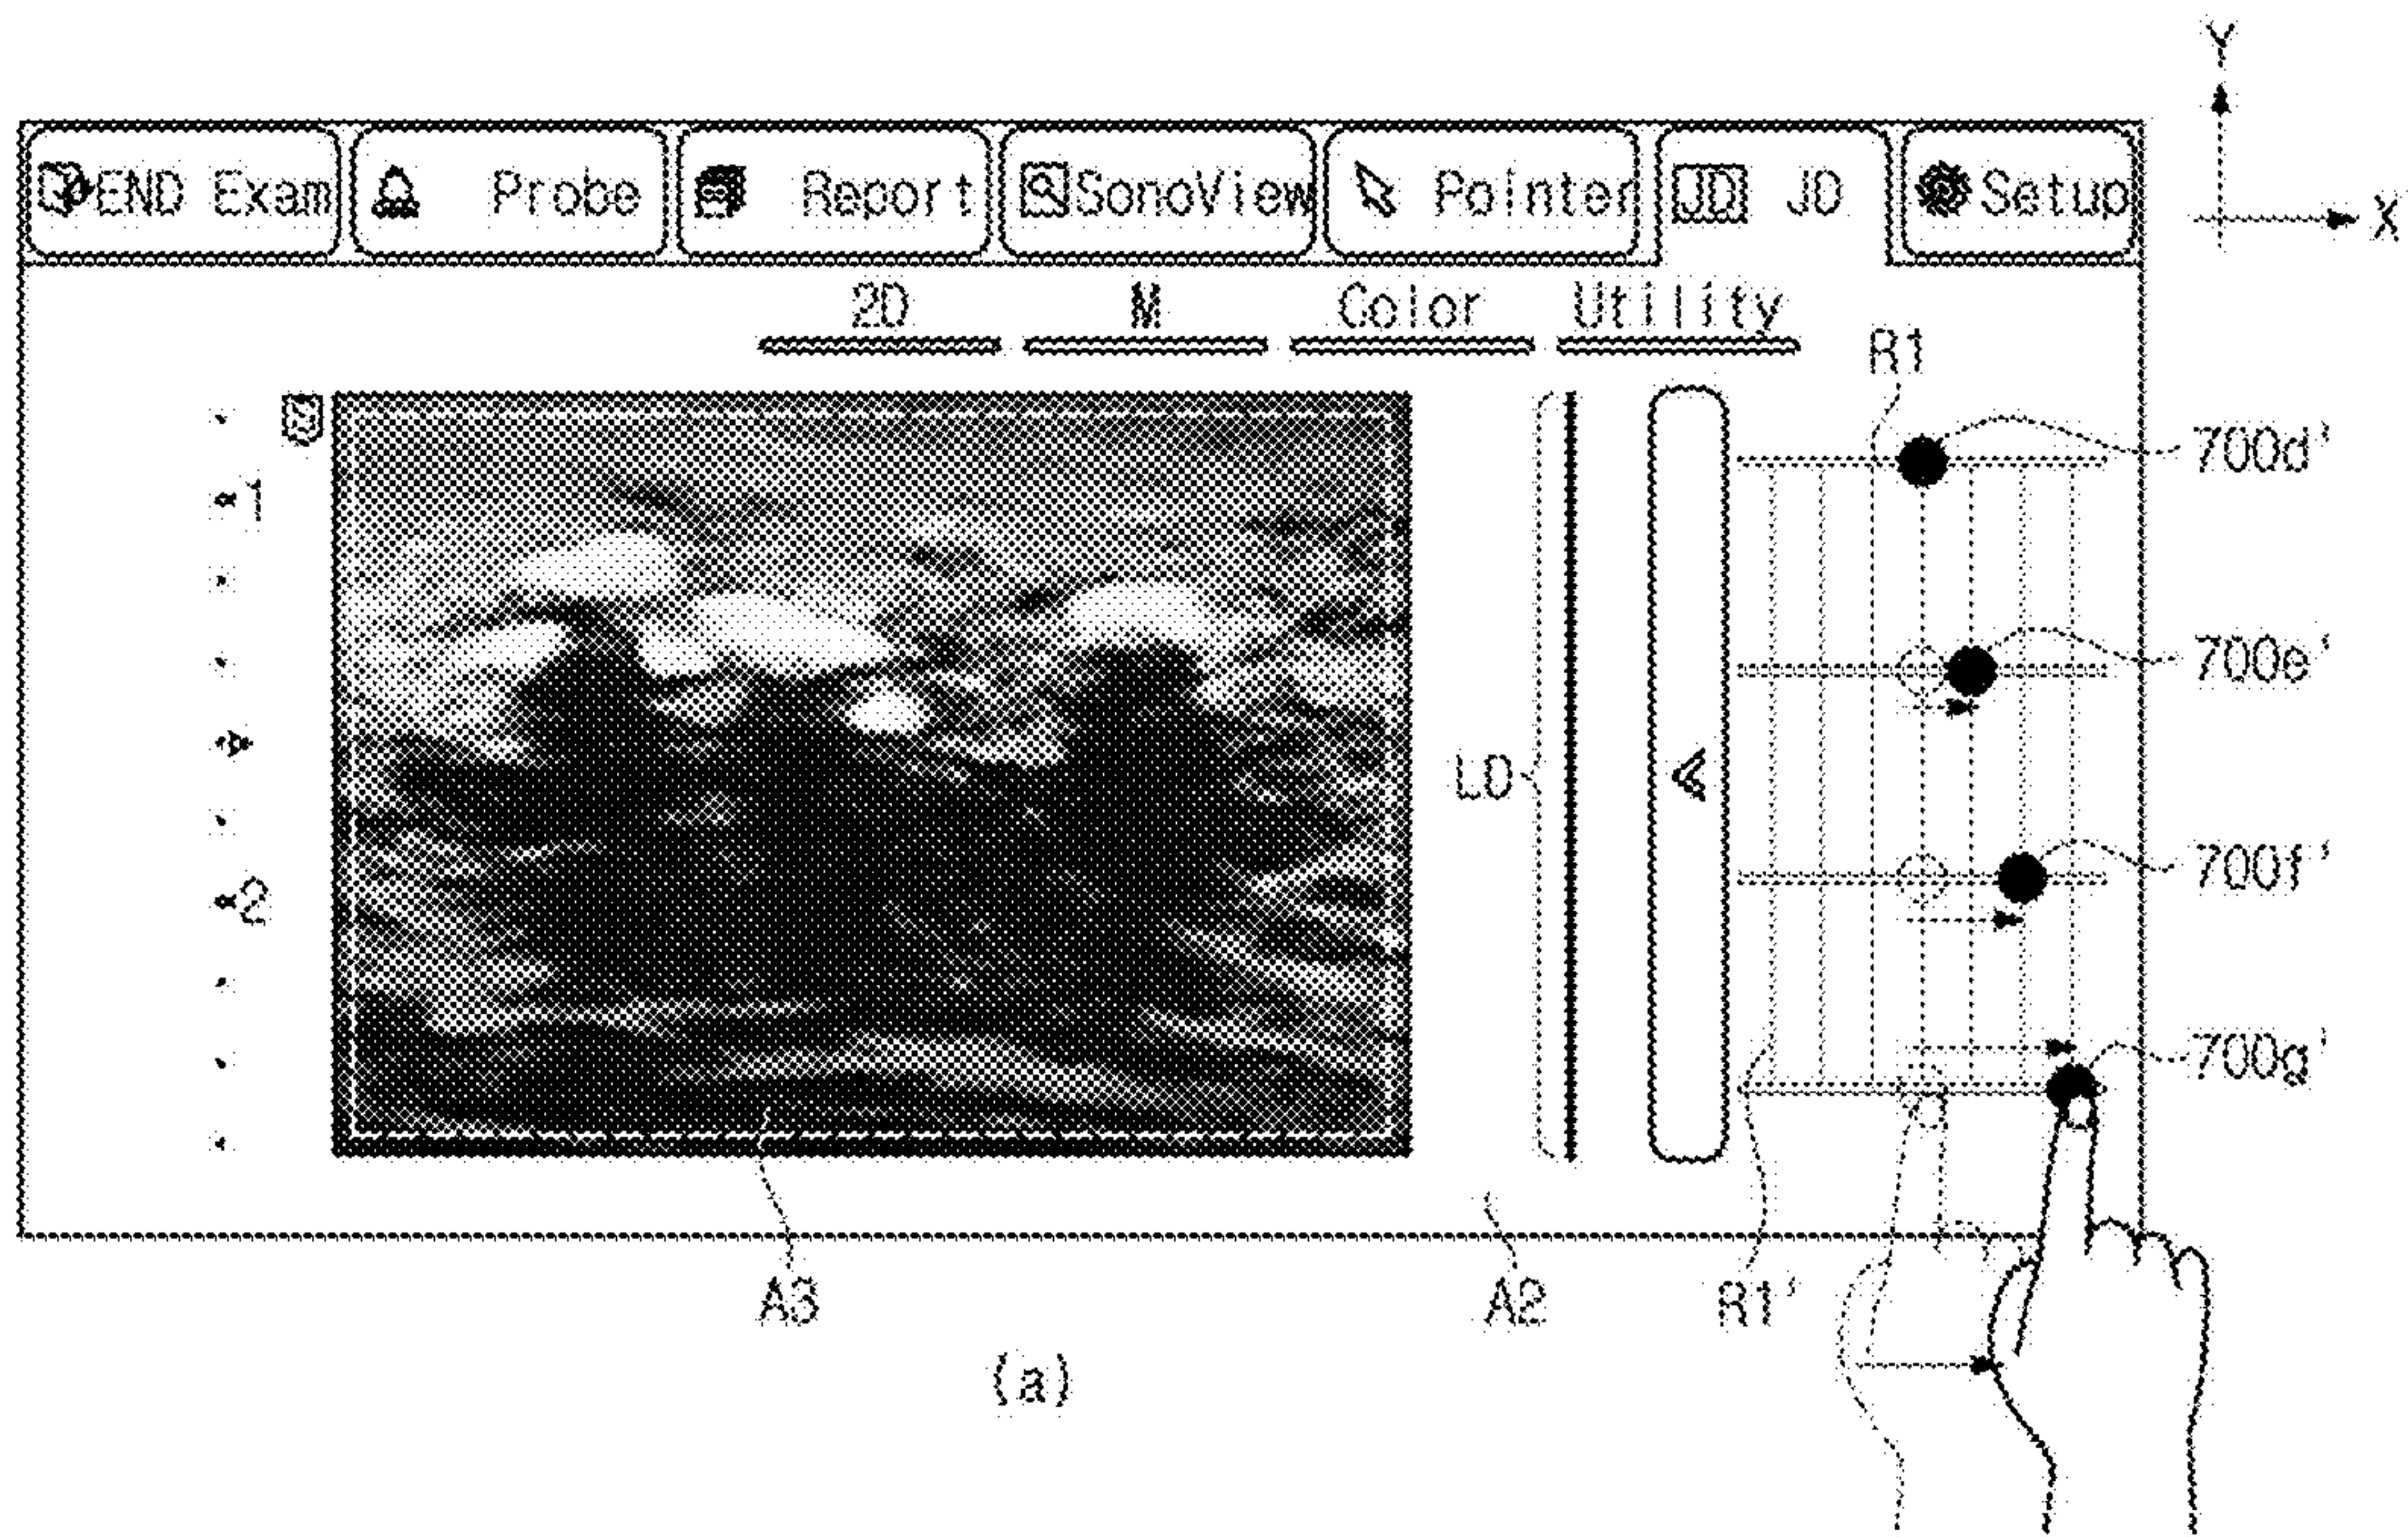 Y
END Exam Probe Report SonoView Pointer JD JD Setup
X
2D M Color Utility
R1
700d'
1
700e'
LD
700f'
2
700g'
A3 A2 R1'
(a)